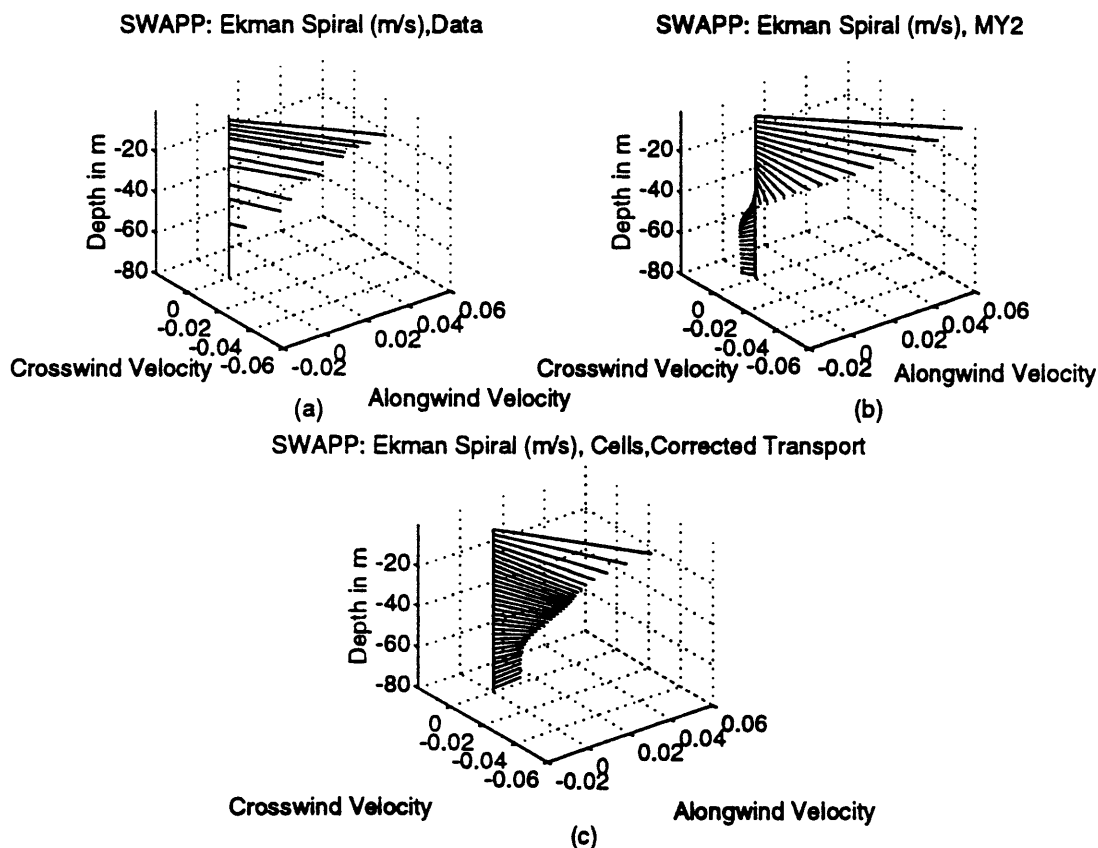 SWAPP: Ekman Spiral (m/s),Data
Depth in m
-20
-40
-60
-80
0
-0.02
-0.04
-0.06
-0.02
0
0.02
0.04
0.06
Crosswind Velocity
Alongwind Velocity
(a)
SWAPP: Ekman Spiral (m/s), MY2
Depth in m
-20
-40
-60
-80
0
-0.02
-0.04
-0.06
-0.02
0
0.02
0.04
0.06
Crosswind Velocity
Alongwind Velocity
(b)
SWAPP: Ekman Spiral (m/s), Cells,Corrected Transport
Depth in m
-20
-40
-60
-80
0
-0.02
-0.04
-0.06
-0.02
0
0.02
0.04
0.06
Crosswind Velocity
Alongwind Velocity
(c)